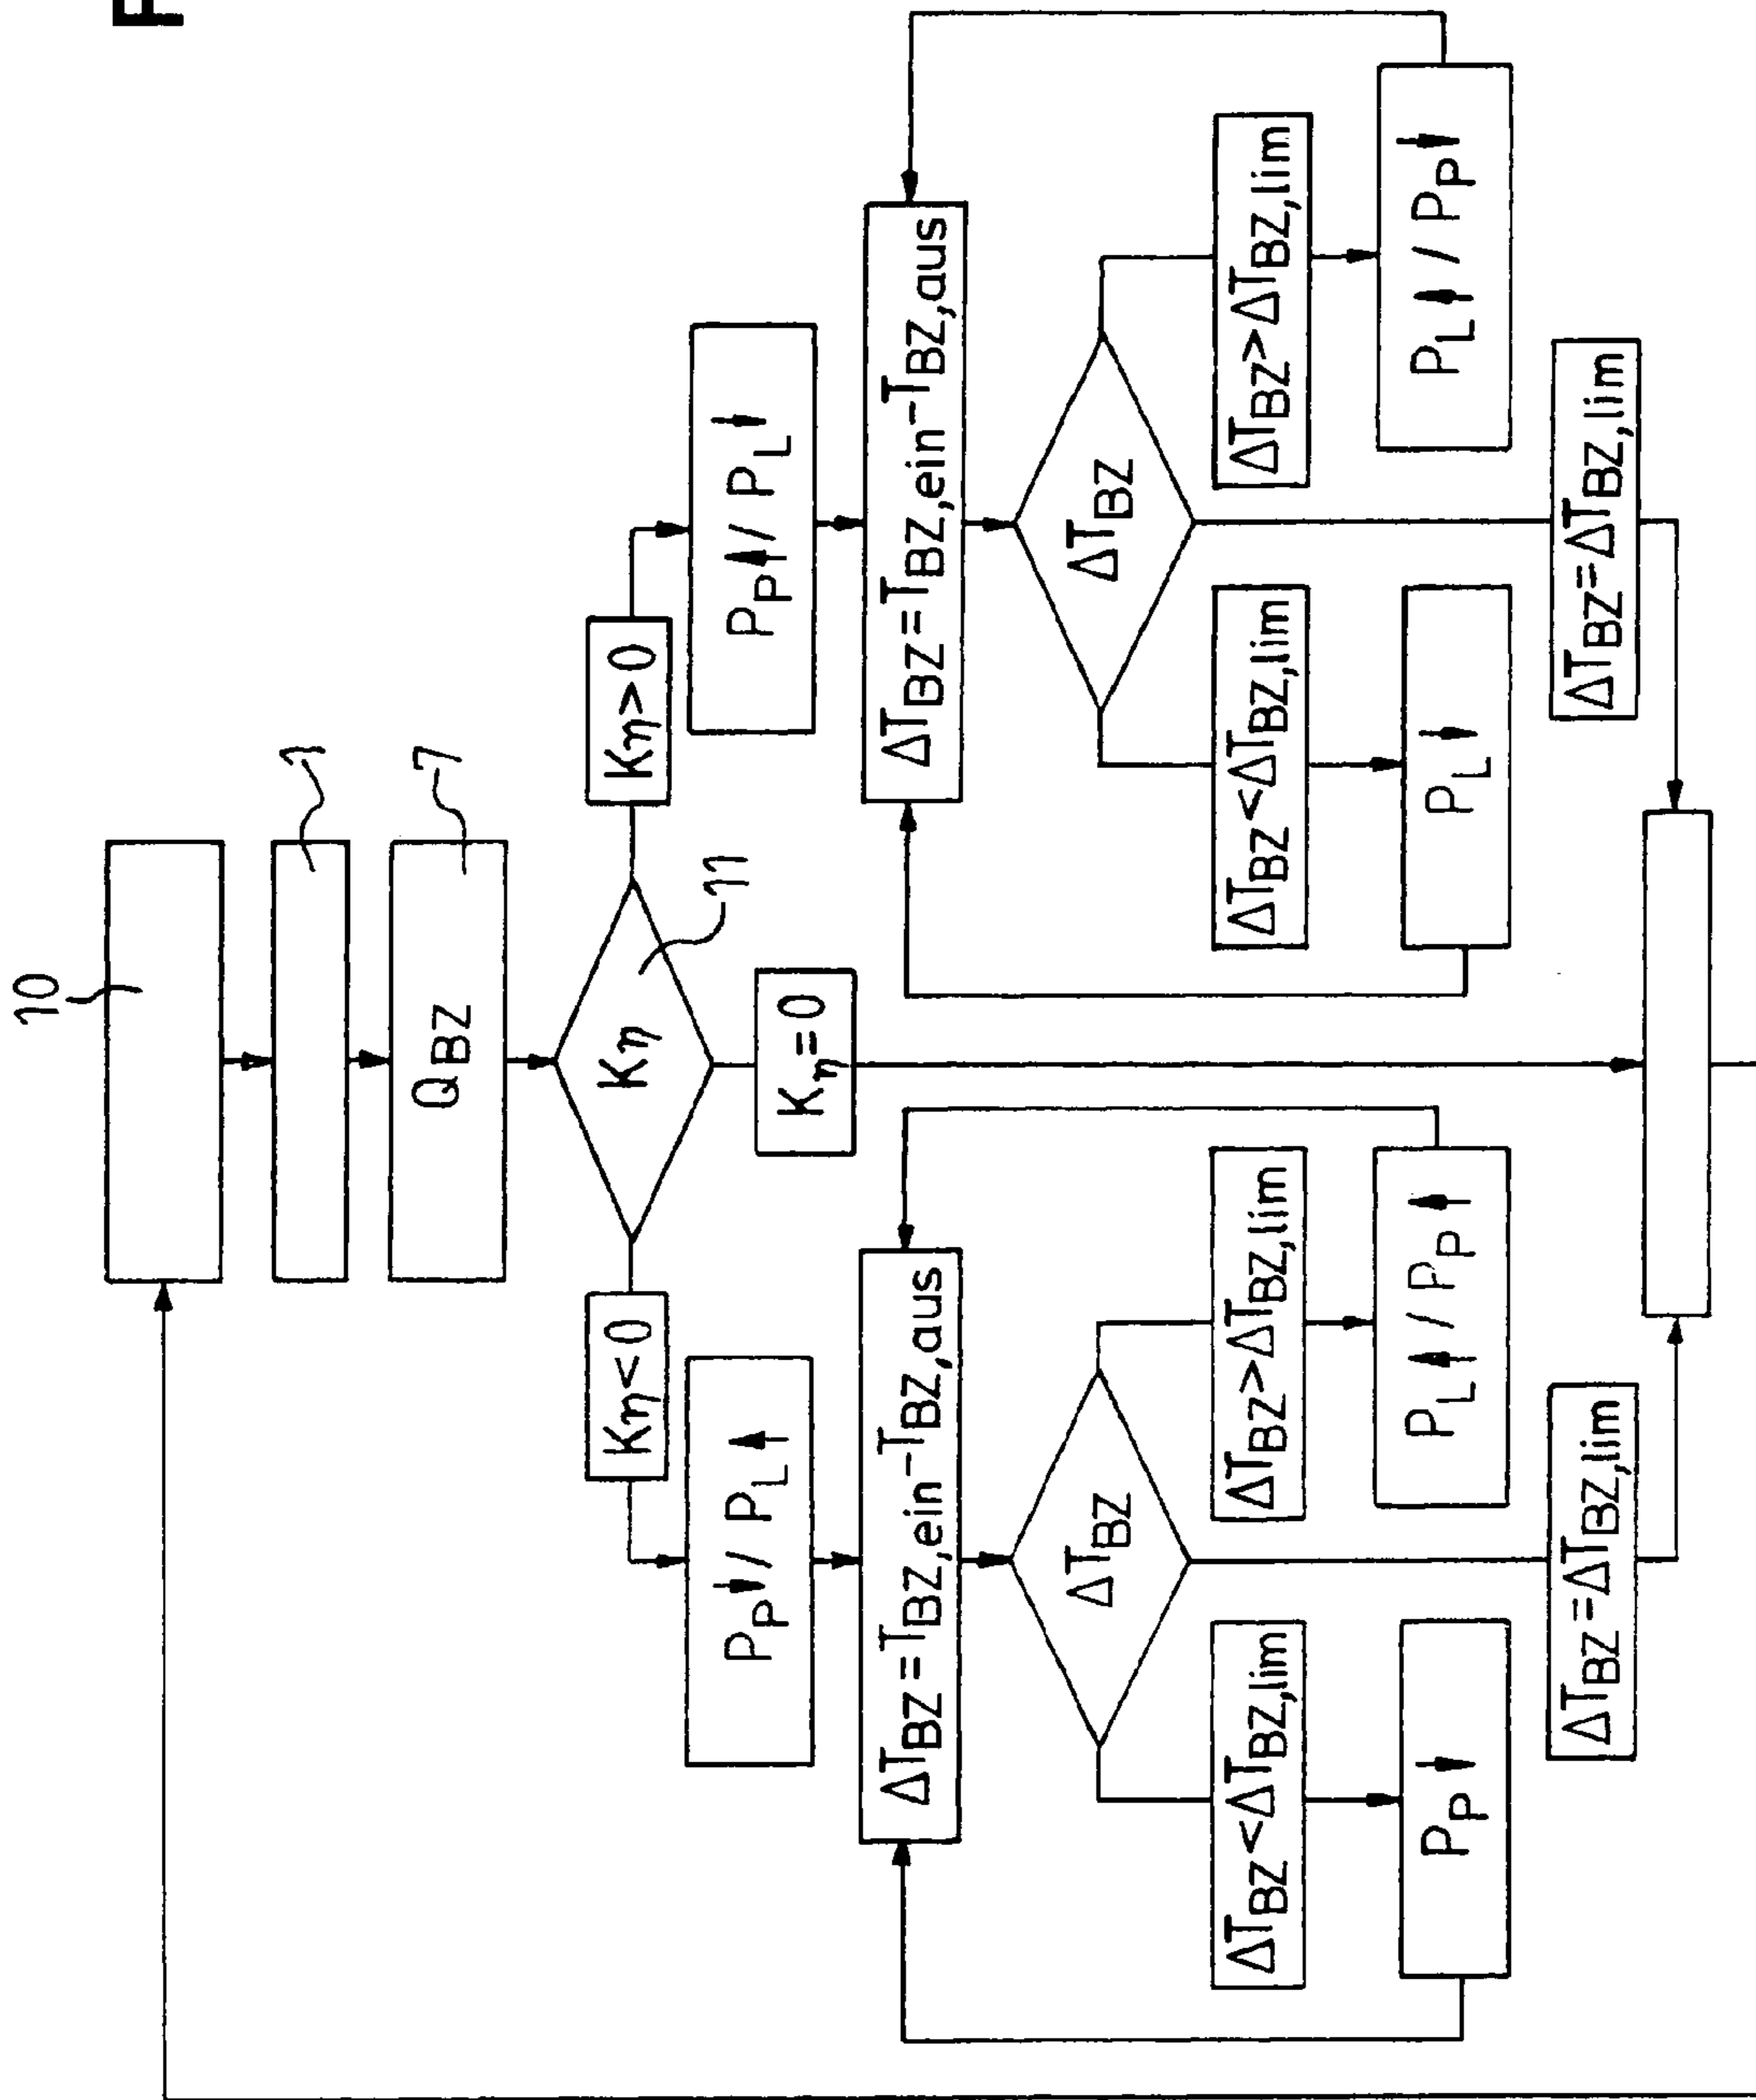 10
1
Q_BZ
7
K_η
11
K_η<0
K_η>0
P_P↓ / P_L↑
P_P↑ / P_L↓
K_η=0
ΔT_BZ=T_BZ,ein-T_BZ,aus
ΔT_BZ=T_BZ,ein-T_BZ,aus
ΔT_BZ
ΔT_BZ
ΔT_BZ<ΔT_BZ,lim
ΔT_BZ>ΔT_BZ,lim
ΔT_BZ<ΔT_BZ,lim
ΔT_BZ>ΔT_BZ,lim
P_P↓
P_L↑ / P_P↑
P_L↓
P_L↑ / P_P↓
ΔT_BZ=ΔT_BZ,lim
ΔT_BZ=ΔT_BZ,lim